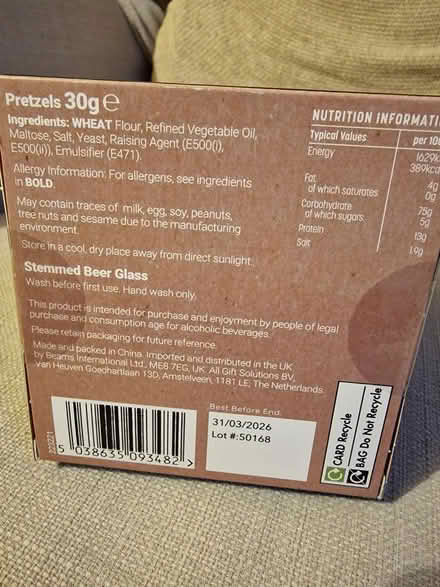 Pretzels 30g ℮
Ingredients: WHEAT Flour, Refined Vegetable Oil,
Maltose, Salt, Yeast, Raising Agent (E500(i),
E500(ii)), Emulsifier (E471).
Allergy Information: For allergens, see ingredients
in BOLD.
May contain traces of milk, egg, soy, peanuts,
tree nuts and sesame due to the manufacturing
environment.
Store in a cool, dry place away from direct sunlight.
Stemmed Beer Glass
Wash before first use. Hand wash only.
This product is intended for purchase and enjoyment by people of legal
purchase and consumption age for alcoholic beverages.
Please retain packaging for future reference.
Made and packed in China. Imported and distributed in the UK
by Beams International Ltd., ME8 7EG, UK. All Gift Solutions BV,
van Heuven Goedhartlaan 13D, Amstelveen, 1181 LE, The Netherlands.
NUTRITION INFORMATI
Typical Values per 10
Energy 1629k
389kca
Fat 4g
of which saturates 0g
Carbohydrate 75g
of which sugars 5g
Protein 13g
Salt 1.9g
223221
5 038635 093482 >
Best Before End:
31/03/2026
Lot #:50168
CARD Recycle
BAG Do Not Recycle